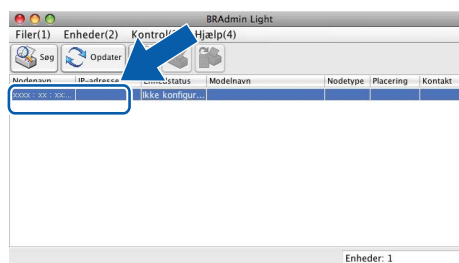 BRAdmin Light
Filer(1) Enheder(2) Hjælp(4)
Søg Opdater
Nodenavn IP-adresse Enhedstatus Modelnavn Nodetype Placering Kontakt
xxxx : xx : xx:... Ikke konfigur...
Enheder: 1